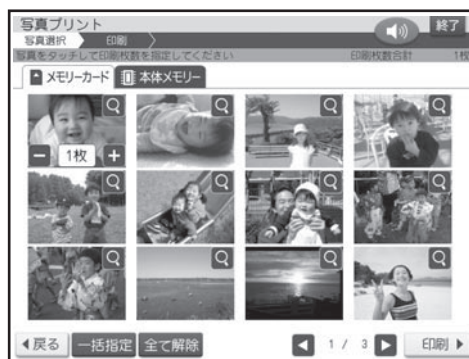 写真プリント
終了
写真選択 印刷
写真をタッチして印刷枚数を指定してください 印刷枚数合計 1枚
メモリーカード 本体メモリー
1枚
戻る 一括指定 全て解除 1 / 3 印刷